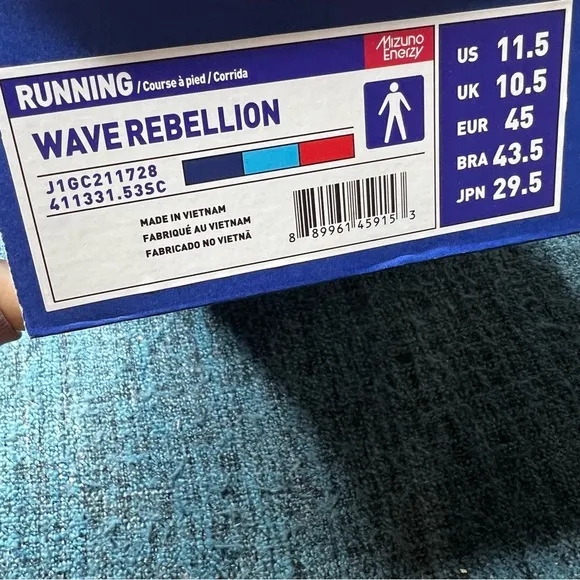 RUNNING / Course à pied / Corrida
Mizuno
Enerzy
WAVE REBELLION
J1GC211728
411331.53SC
MADE IN VIETNAM
FABRIQUÉ AU VIETNAM
FABRICADO NO VIETNÃ
8 89961 45915 3
US 11.5
UK 10.5
EUR 45
BRA 43.5
JPN 29.5